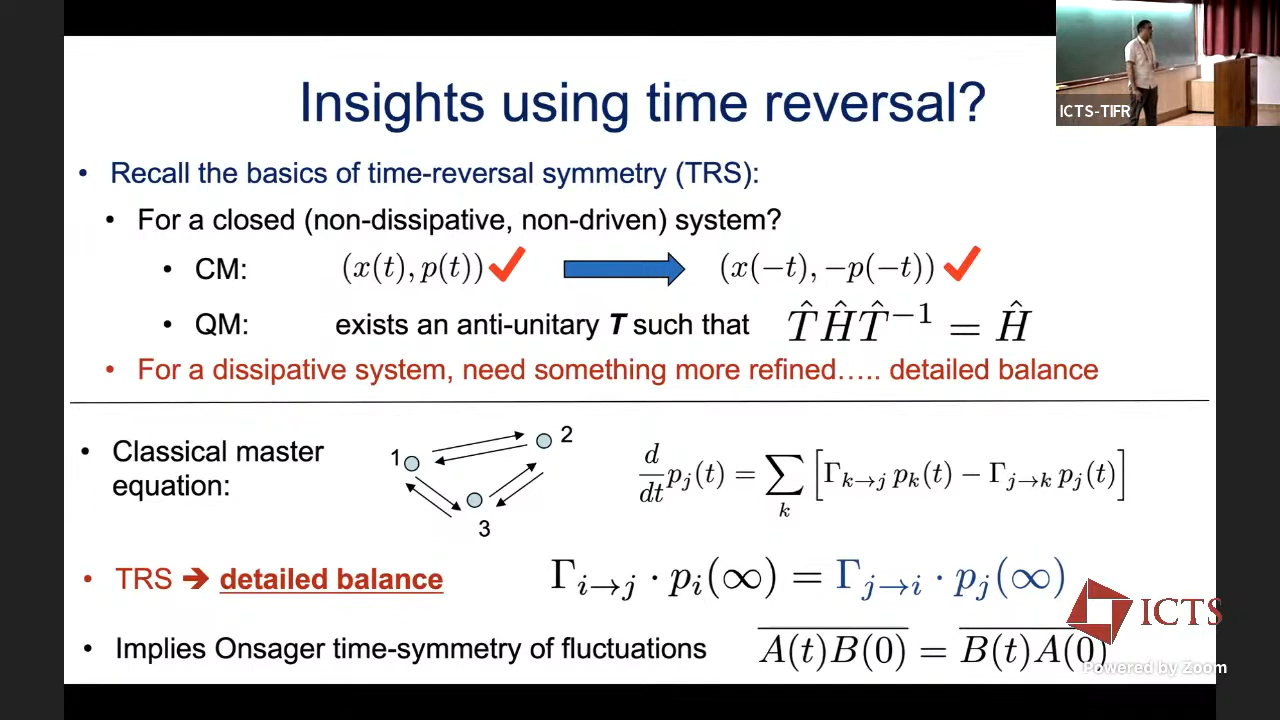 Insights using time reversal?
ICTS-TIFR
• Recall the basics of time-reversal symmetry (TRS):
• For a closed (non-dissipative, non-driven) system?
• CM: (x(t), p(t)) ✓ (x(−t), −p(−t)) ✓
• QM: exists an anti-unitary T such that T̂ĤT̂⁻¹ = Ĥ
• For a dissipative system, need something more refined….. detailed balance
• Classical master
equation:
1
2
3
d/dt p_j(t) = ∑_k [Γ_{k→j} p_k(t) − Γ_{j→k} p_j(t)]
• TRS ➔ detailed balance Γ_{i→j} · p_i(∞) = Γ_{j→i} · p_j(∞)
ICTS
• Implies Onsager time-symmetry of fluctuations A(t)B(0) = B(t)A(0)
Powered by Zoom